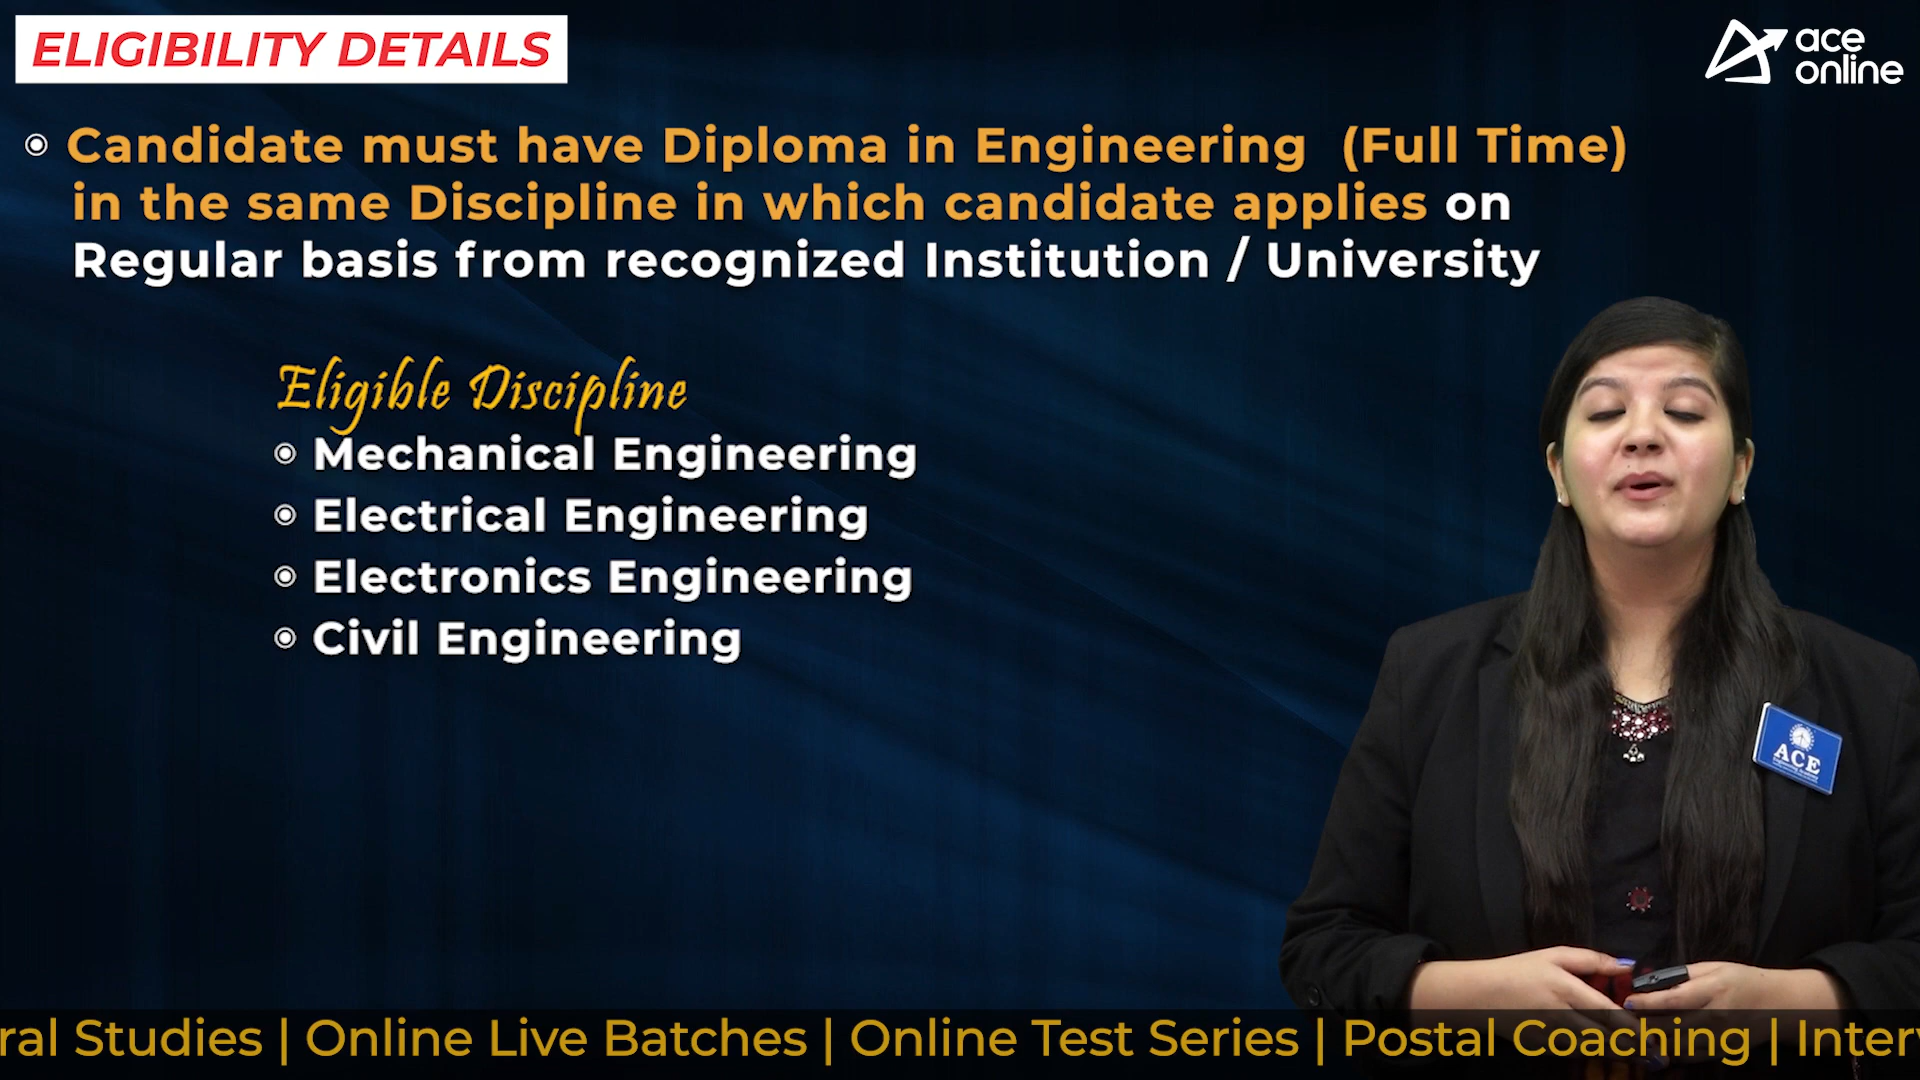 ELIGIBILITY DETAILS
ace
online
Candidate must have Diploma in Engineering (Full Time)
in the same Discipline in which candidate applies on
Regular basis from recognized Institution / University
Eligible Discipline
Mechanical Engineering
Electrical Engineering
Electronics Engineering
Civil Engineering
ACE
ral Studies | Online Live Batches | Online Test Series | Postal Coaching | Inter